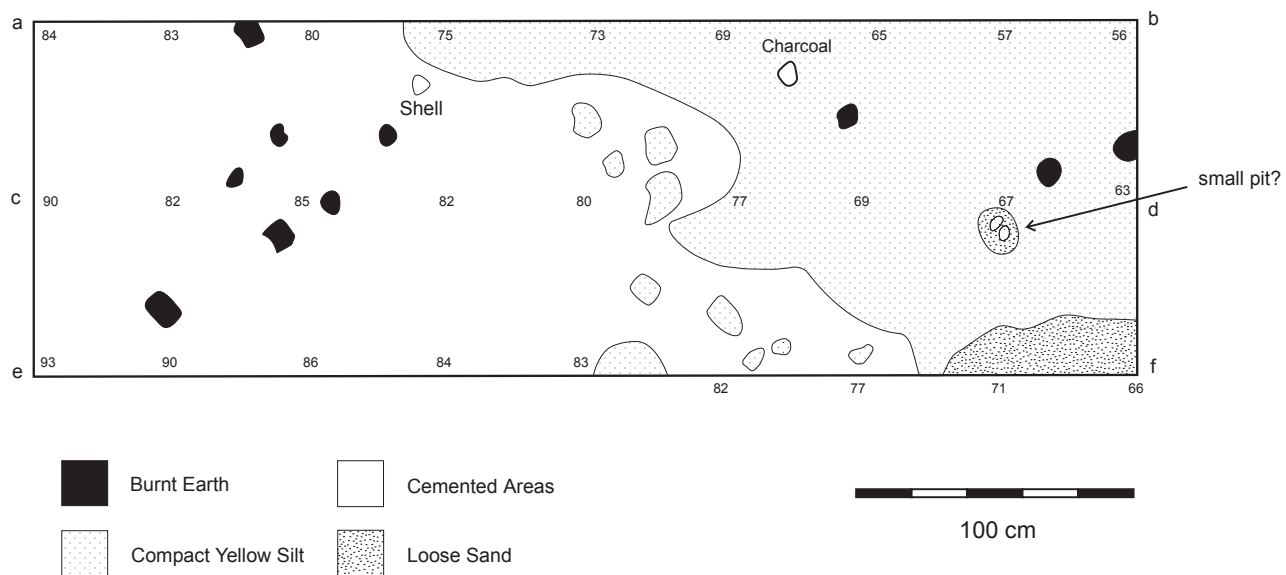 a b
84 83 80 75 73 69 65 57 56
Charcoal
Shell
small pit?
c 90 82 85 82 80 77 69 67 63 d
93 90 86 84 83
e f
82 77 71 66
Burnt Earth Cemented Areas
100 cm
Compact Yellow Silt Loose Sand